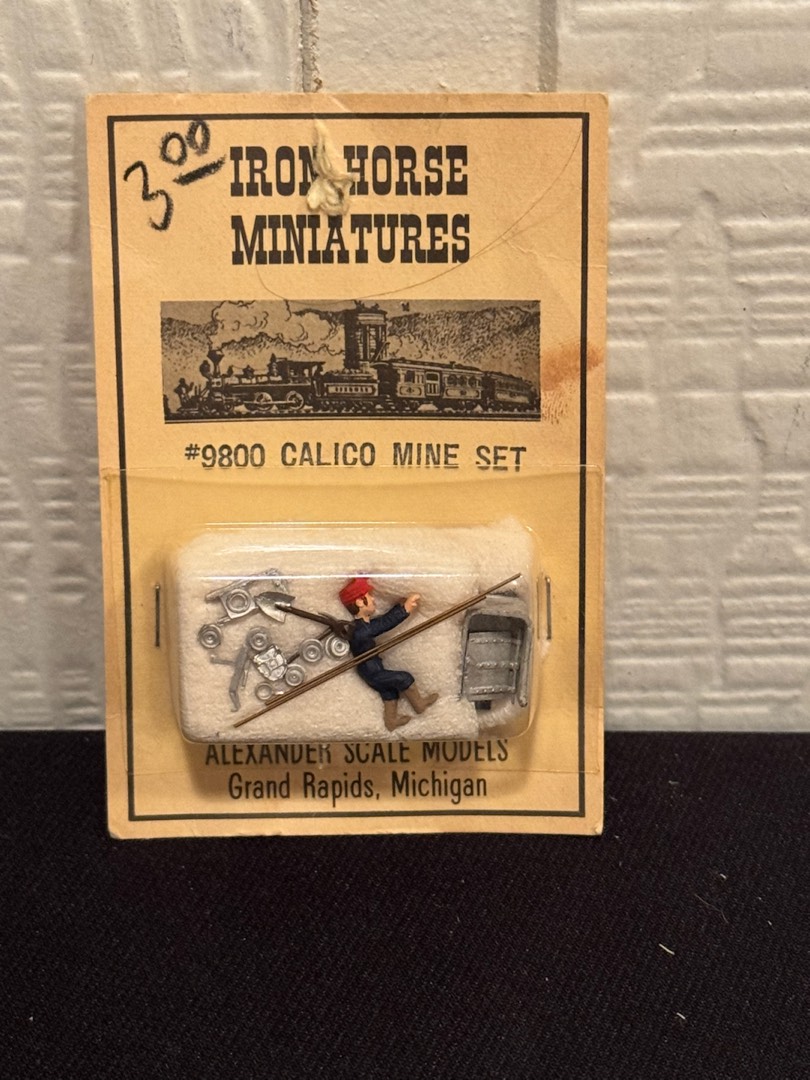 3.00
IRON HORSE
MINIATURES
#9800 CALICO MINE SET
ALEXANDER SCALE MODELS
Grand Rapids, Michigan